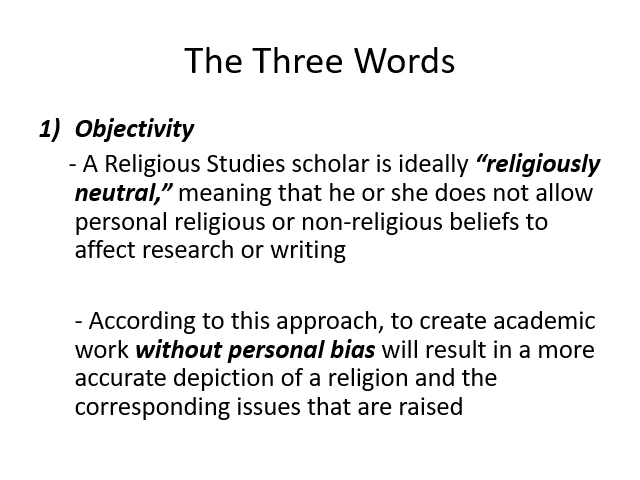 The Three Words
1) Objectivity
- A Religious Studies scholar is ideally “religiously
neutral,” meaning that he or she does not allow
personal religious or non-religious beliefs to
affect research or writing
- According to this approach, to create academic
work without personal bias will result in a more
accurate depiction of a religion and the
corresponding issues that are raised